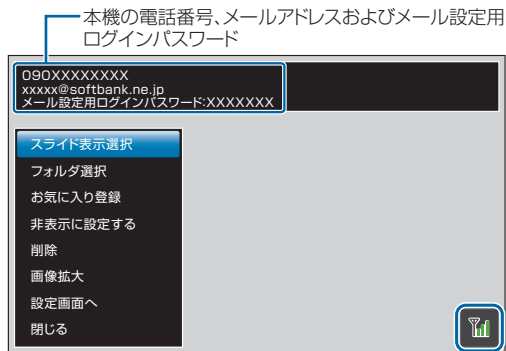 本機の電話番号、メールアドレスおよびメール設定用
ログインパスワード
090XXXXXXXX
xxxxx@softbank.ne.jp
メール設定用ログインパスワード:XXXXXXX
スライド表示選択
フォルダ選択
お気に入り登録
非表示に設定する
削除
画像拡大
設定画面へ
閉じる